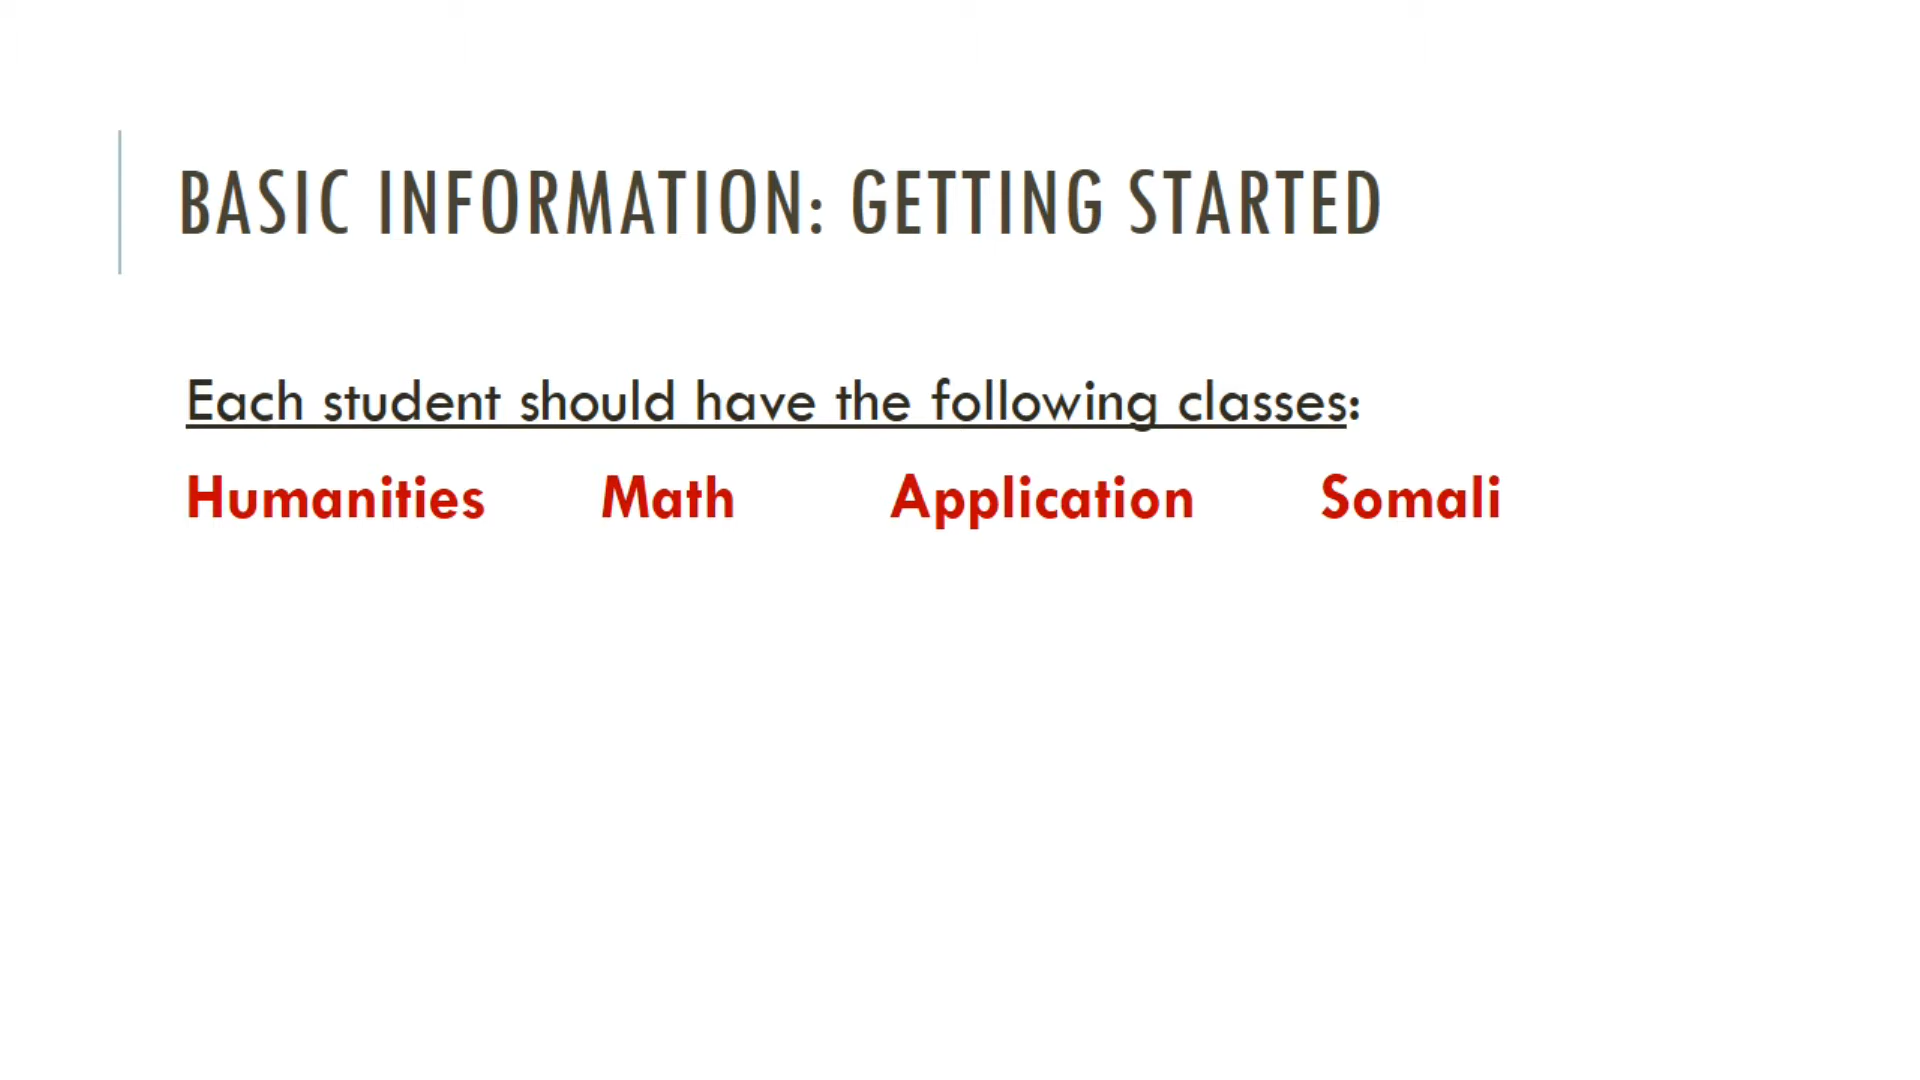 BASIC INFORMATION: GETTING STARTED
Each student should have the following classes:
Humanities Math Application Somali